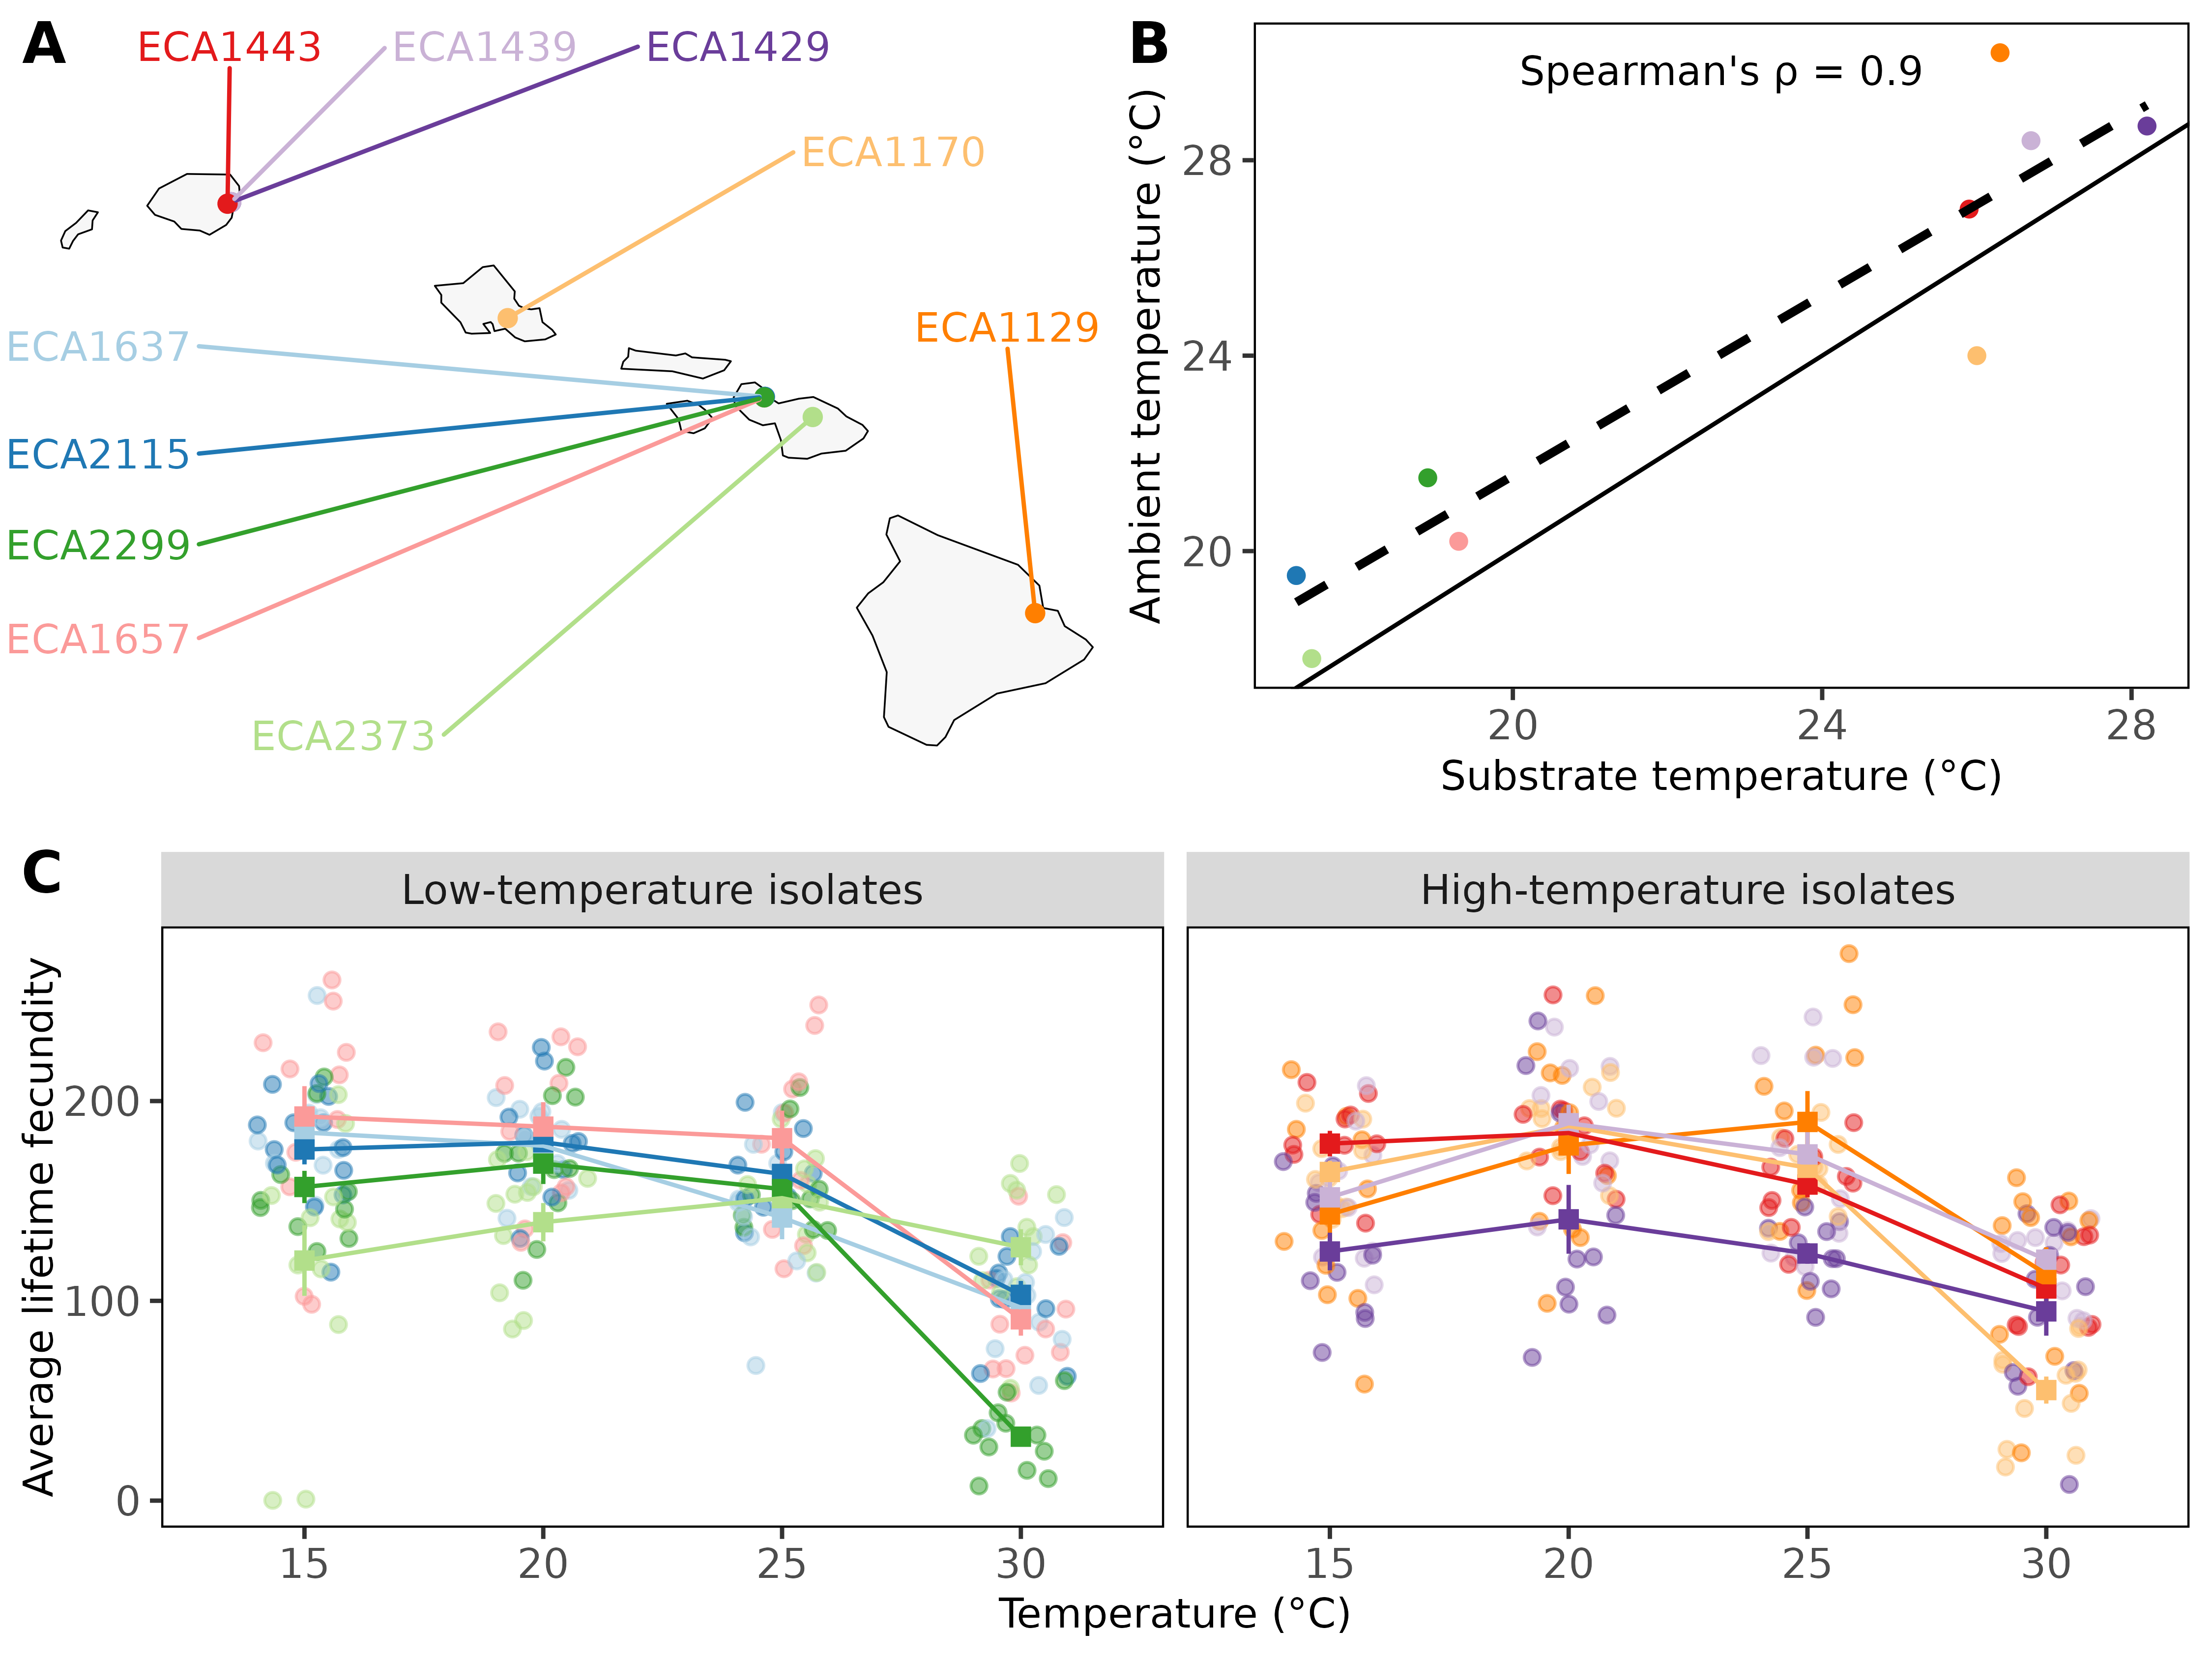 A
ECA1443
ECA1439
ECA1429
ECA1170
ECA1129
ECA1637
ECA2115
ECA2299
ECA1657
ECA2373
B
Spearman's ρ = 0.9
Ambient temperature (°C)
28
24
20
20
24
28
Substrate temperature (°C)
C
Low-temperature isolates
High-temperature isolates
Average lifetime fecundity
200
100
0
15
20
25
30
15
20
25
30
Temperature (°C)